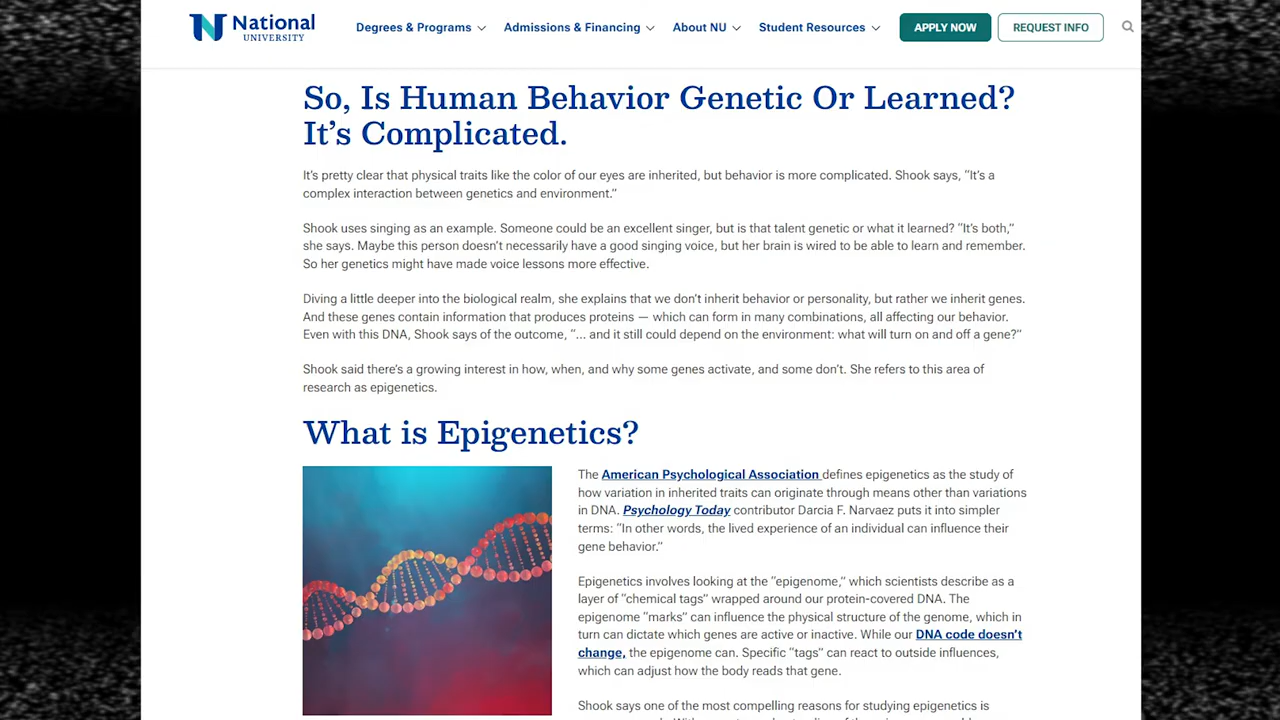 National
UNIVERSITY
Degrees & Programs
Admissions & Financing
About NU
Student Resources
APPLY NOW
REQUEST INFO
So, Is Human Behavior Genetic Or Learned?
It’s Complicated.
It’s pretty clear that physical traits like the color of our eyes are inherited, but behavior is more complicated. Shook says, “It’s a
complex interaction between genetics and environment.”
Shook uses singing as an example. Someone could be an excellent singer, but is that talent genetic or what it learned? “It’s both,”
she says. Maybe this person doesn’t necessarily have a good singing voice, but her brain is wired to be able to learn and remember.
So her genetics might have made voice lessons more effective.
Diving a little deeper into the biological realm, she explains that we don’t inherit behavior or personality, but rather we inherit genes.
And these genes contain information that produces proteins — which can form in many combinations, all affecting our behavior.
Even with this DNA, Shook says of the outcome, “... and it still could depend on the environment: what will turn on and off a gene?”
Shook said there’s a growing interest in how, when, and why some genes activate, and some don’t. She refers to this area of
research as epigenetics.
What is Epigenetics?
The American Psychological Association defines epigenetics as the study of
how variation in inherited traits can originate through means other than variations
in DNA. Psychology Today contributor Darcia F. Narvaez puts it into simpler
terms: “In other words, the lived experience of an individual can influence their
gene behavior.”
Epigenetics involves looking at the “epigenome,” which scientists describe as a
layer of “chemical tags” wrapped around our protein-covered DNA. The
epigenome “marks” can influence the physical structure of the genome, which in
turn can dictate which genes are active or inactive. While our DNA code doesn’t
change, the epigenome can. Specific “tags” can react to outside influences,
which can adjust how the body reads that gene.
Shook says one of the most compelling reasons for studying epigenetics is